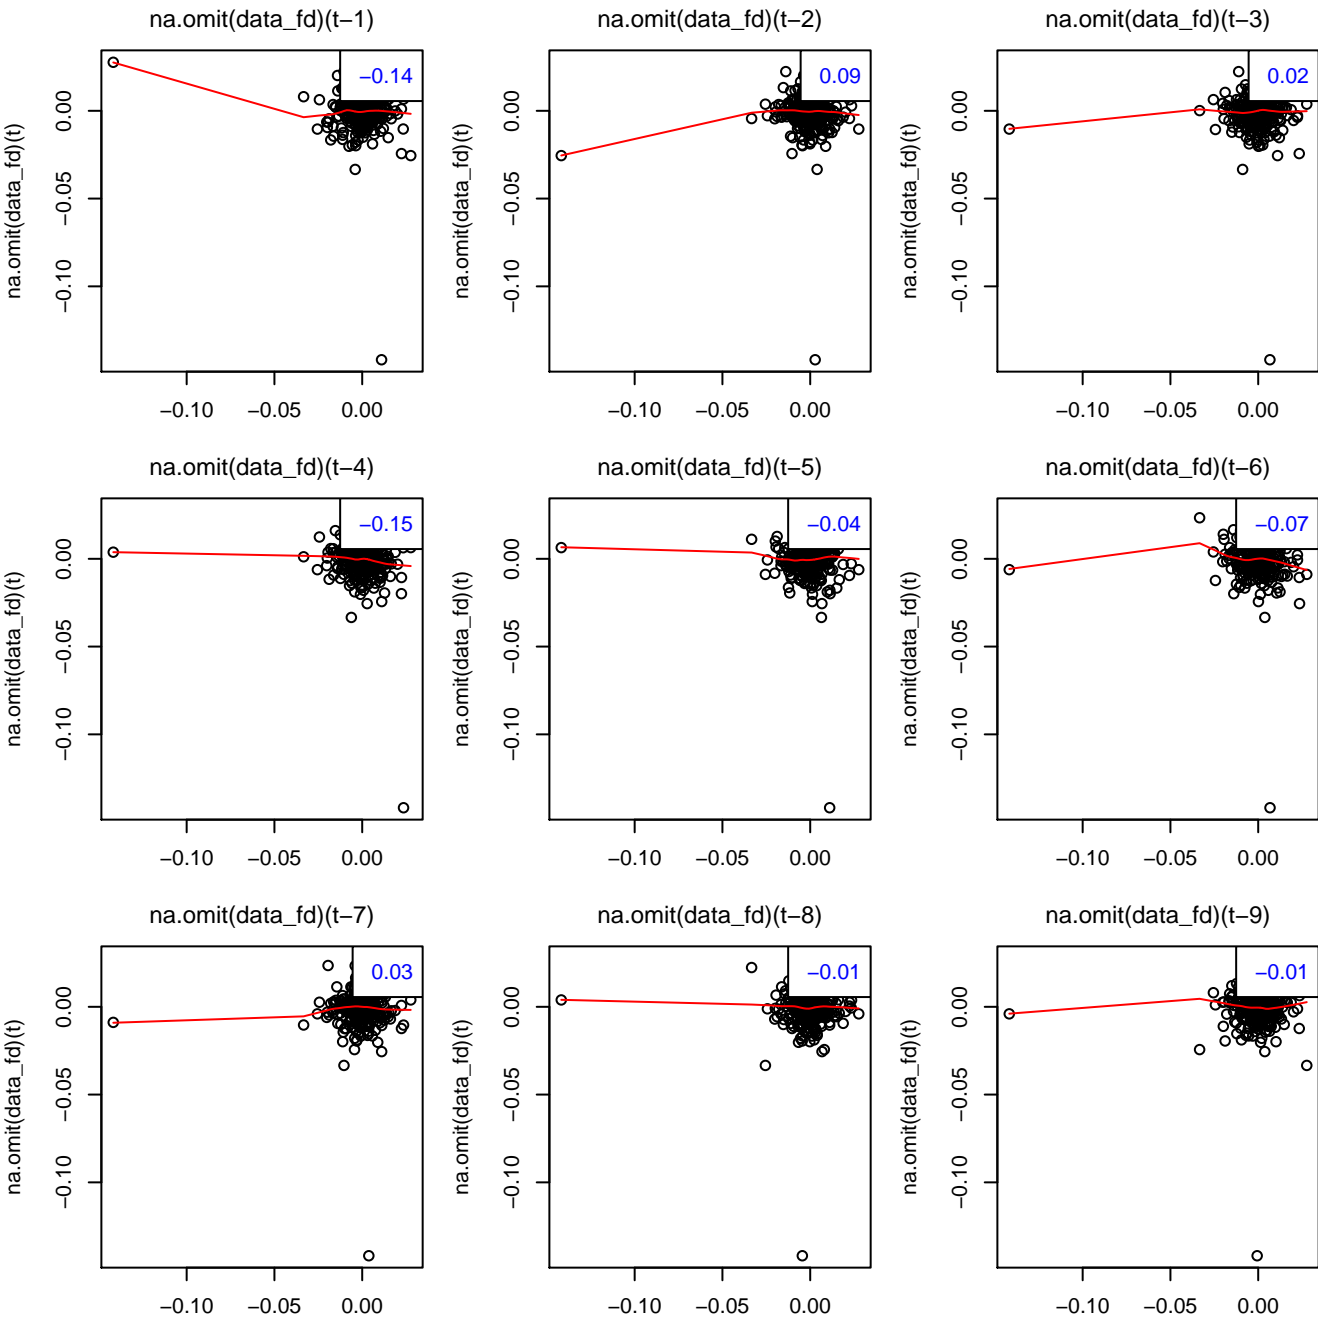 na.omit(data_fd)(t−1)
na.omit(data_fd)(t)
0.00
−0.05
−0.10
−0.14
−0.10 −0.05 0.00
na.omit(data_fd)(t−2)
na.omit(data_fd)(t)
0.00
−0.05
−0.10
0.09
−0.10 −0.05 0.00
na.omit(data_fd)(t−3)
na.omit(data_fd)(t)
0.00
−0.05
−0.10
0.02
−0.10 −0.05 0.00
na.omit(data_fd)(t−4)
na.omit(data_fd)(t)
0.00
−0.05
−0.10
−0.15
−0.10 −0.05 0.00
na.omit(data_fd)(t−5)
na.omit(data_fd)(t)
0.00
−0.05
−0.10
−0.04
−0.10 −0.05 0.00
na.omit(data_fd)(t−6)
na.omit(data_fd)(t)
0.00
−0.05
−0.10
−0.07
−0.10 −0.05 0.00
na.omit(data_fd)(t−7)
na.omit(data_fd)(t)
0.00
−0.05
−0.10
0.03
−0.10 −0.05 0.00
na.omit(data_fd)(t−8)
na.omit(data_fd)(t)
0.00
−0.05
−0.10
−0.01
−0.10 −0.05 0.00
na.omit(data_fd)(t−9)
na.omit(data_fd)(t)
0.00
−0.05
−0.10
−0.01
−0.10 −0.05 0.00